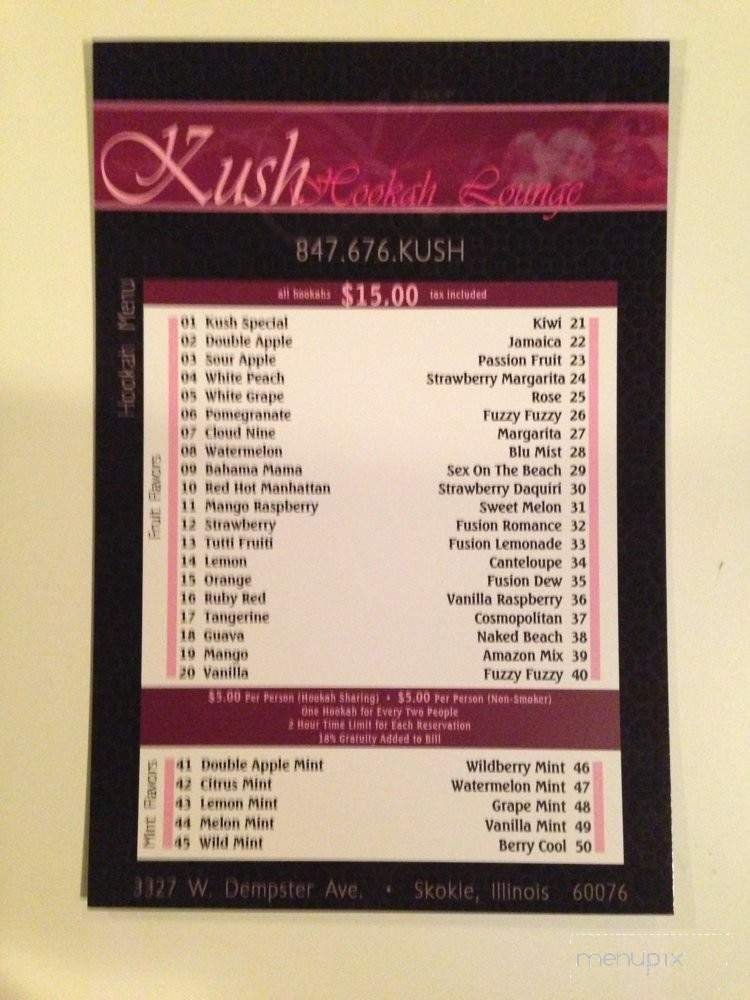 Kush Hookah Lounge
847.676.KUSH
Hookah Menu
all hookahs $15.00 tax included
Fruit Flavors
01 Kush Special
02 Double Apple
03 Sour Apple
04 White Peach
05 White Grape
06 Pomegranate
07 Cloud Nine
08 Watermelon
09 Bahama Mama
10 Red Hot Manhattan
11 Mango Raspberry
12 Strawberry
13 Tutti Fruiti
14 Lemon
15 Orange
16 Ruby Red
17 Tangerine
18 Guava
19 Mango
20 Vanilla
Kiwi 21
Jamaica 22
Passion Fruit 23
Strawberry Margarita 24
Rose 25
Fuzzy Fuzzy 26
Margarita 27
Blu Mist 28
Sex On The Beach 29
Strawberry Daquiri 30
Sweet Melon 31
Fusion Romance 32
Fusion Lemonade 33
Canteloupe 34
Fusion Dew 35
Vanilla Raspberry 36
Cosmopolitan 37
Naked Beach 38
Amazon Mix 39
Fuzzy Fuzzy 40
$5.00 Per Person (Hookah Sharing) • $5.00 Per Person (Non-Smoker)
One Hookah for Every Two People
2 Hour Time Limit for Each Reservation
18% Gratuity Added to Bill
Mint Flavors
41 Double Apple Mint
42 Citrus Mint
43 Lemon Mint
44 Melon Mint
45 Wild Mint
Wildberry Mint 46
Watermelon Mint 47
Grape Mint 48
Vanilla Mint 49
Berry Cool 50
3327 W. Dempster Ave. • Skokie, Illinois 60076
menupix